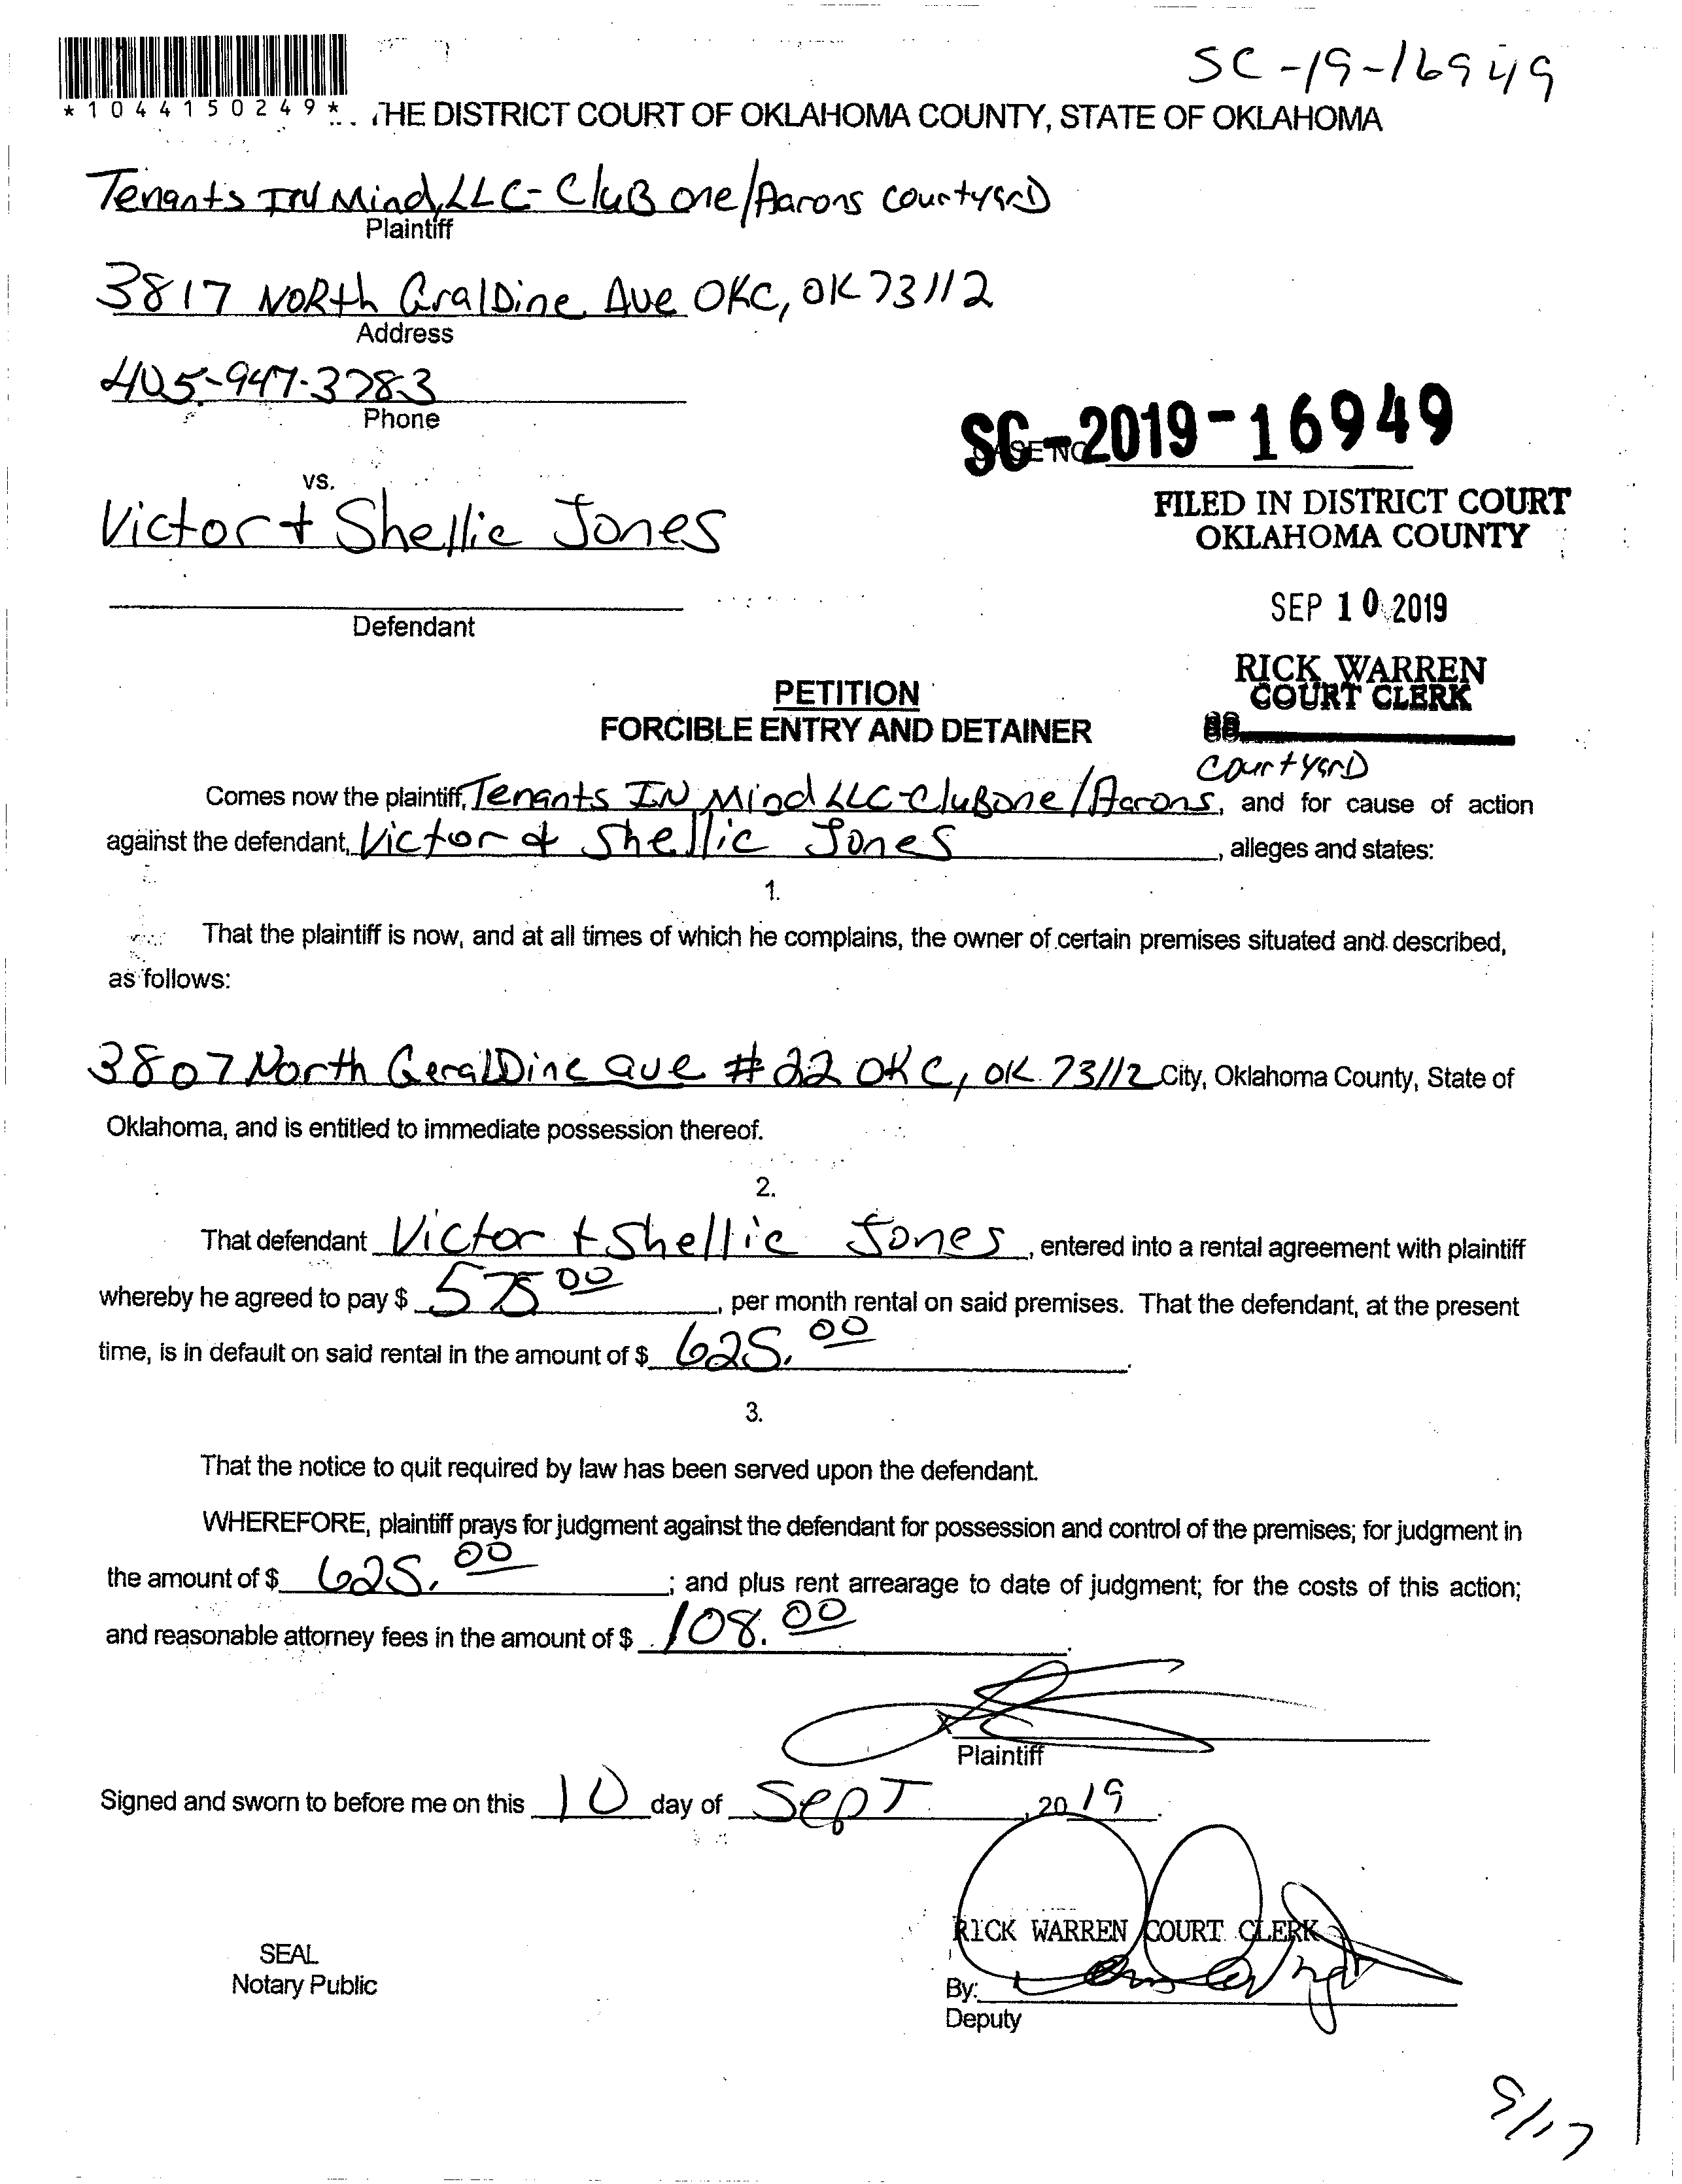 SC-19-16949
*1044150249*
THE DISTRICT COURT OF OKLAHOMA COUNTY, STATE OF OKLAHOMA
Tenants IN Mind, LLC - CluB one/Aarons courtyarD
Plaintiff
3817 NORth GralDine Ave OKC, OK 73112
Address
405-947-3783
Phone
SC-2019-16949
CASE NO
vs.
Victor + Shellie Jones
FILED IN DISTRICT COURT
OKLAHOMA COUNTY
SEP 10 2019
Defendant
RICK WARREN
COURT CLERK
PETITION
FORCIBLE ENTRY AND DETAINER
courtyarD
Comes now the plaintiff, Tenants IN Mind LLC-CluBone/Aarons, and for cause of action
against the defendant, Victor & Shellie Jones, alleges and states:
1.
That the plaintiff is now, and at all times of which he complains, the owner of certain premises situated and described,
as follows:
3807 North GeralDine ave #22 OKC, OK. 73112 City, Oklahoma County, State of
Oklahoma, and is entitled to immediate possession thereof.
2.
That defendant Victor + Shellie Jones, entered into a rental agreement with plaintiff
whereby he agreed to pay $ 575 00, per month rental on said premises. That the defendant, at the present
time, is in default on said rental in the amount of $ 625. 00.
3.
That the notice to quit required by law has been served upon the defendant.
WHEREFORE, plaintiff prays for judgment against the defendant for possession and control of the premises; for judgment in
the amount of $ 625. 00; and plus rent arrearage to date of judgment; for the costs of this action;
and reasonable attorney fees in the amount of $ 108. 00.
X
Plaintiff
Signed and sworn to before me on this 10 day of Sept, 2019.
RICK WARREN COURT CLERK
SEAL
Notary Public
By:
Deputy
9/17